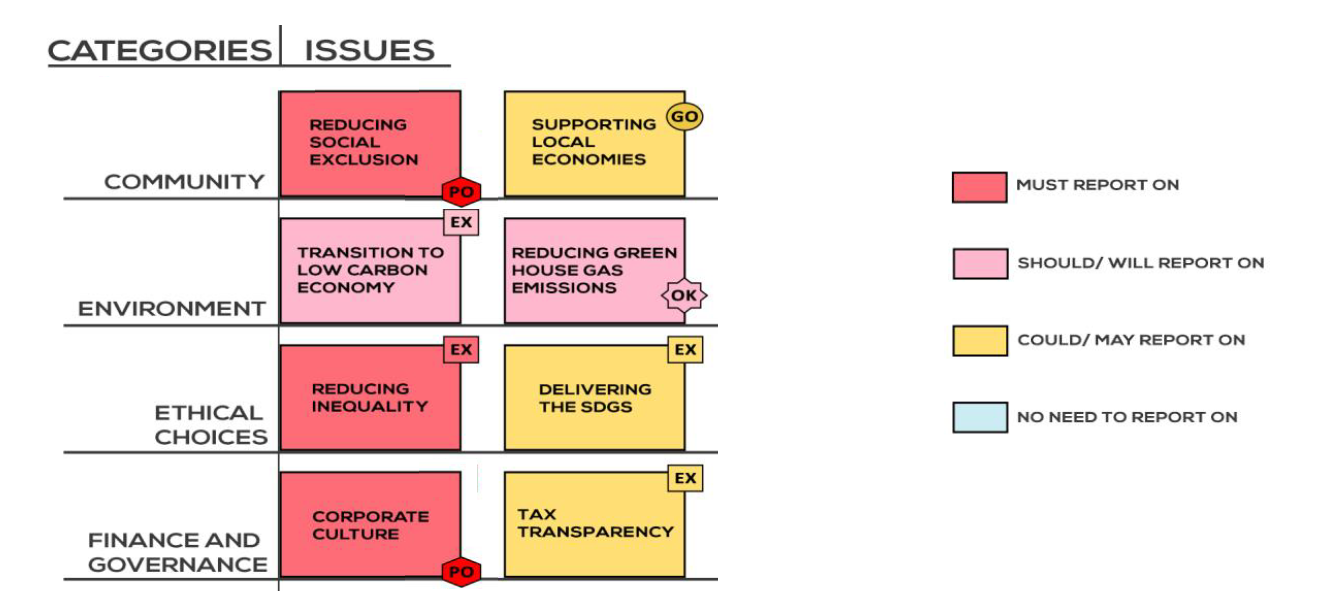 CATEGORIES ISSUES
REDUCING
SOCIAL
EXCLUSION
PO
SUPPORTING
LOCAL
ECONOMIES
GO
COMMUNITY
EX
TRANSITION TO
LOW CARBON
ECONOMY
REDUCING GREEN
HOUSE GAS
EMISSIONS
OK
ENVIRONMENT
EX
REDUCING
INEQUALITY
EX
DELIVERING
THE SDGS
ETHICAL
CHOICES
CORPORATE
CULTURE
PO
EX
TAX
TRANSPARENCY
FINANCE AND
GOVERNANCE
MUST REPORT ON
SHOULD/ WILL REPORT ON
COULD/ MAY REPORT ON
NO NEED TO REPORT ON